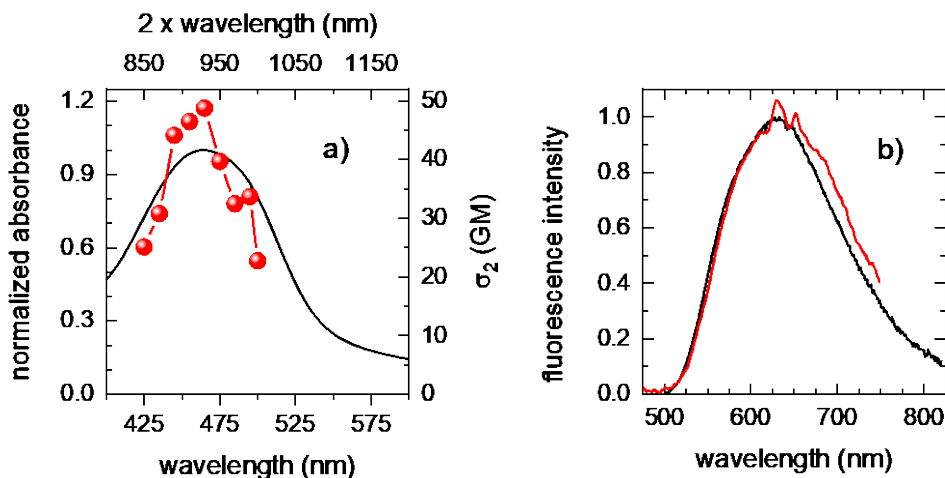 2 x wavelength (nm)
850 950 1050 1150
1.2
0.9
0.6
0.3
0.0
normalized absorbance
a)
50
40
30
20
10
0
σ2 (GM)
425 475 525 575
wavelength (nm)
1.0
0.8
0.6
0.4
0.2
0.0
fluorescence intensity
b)
500 600 700 800
wavelength (nm)